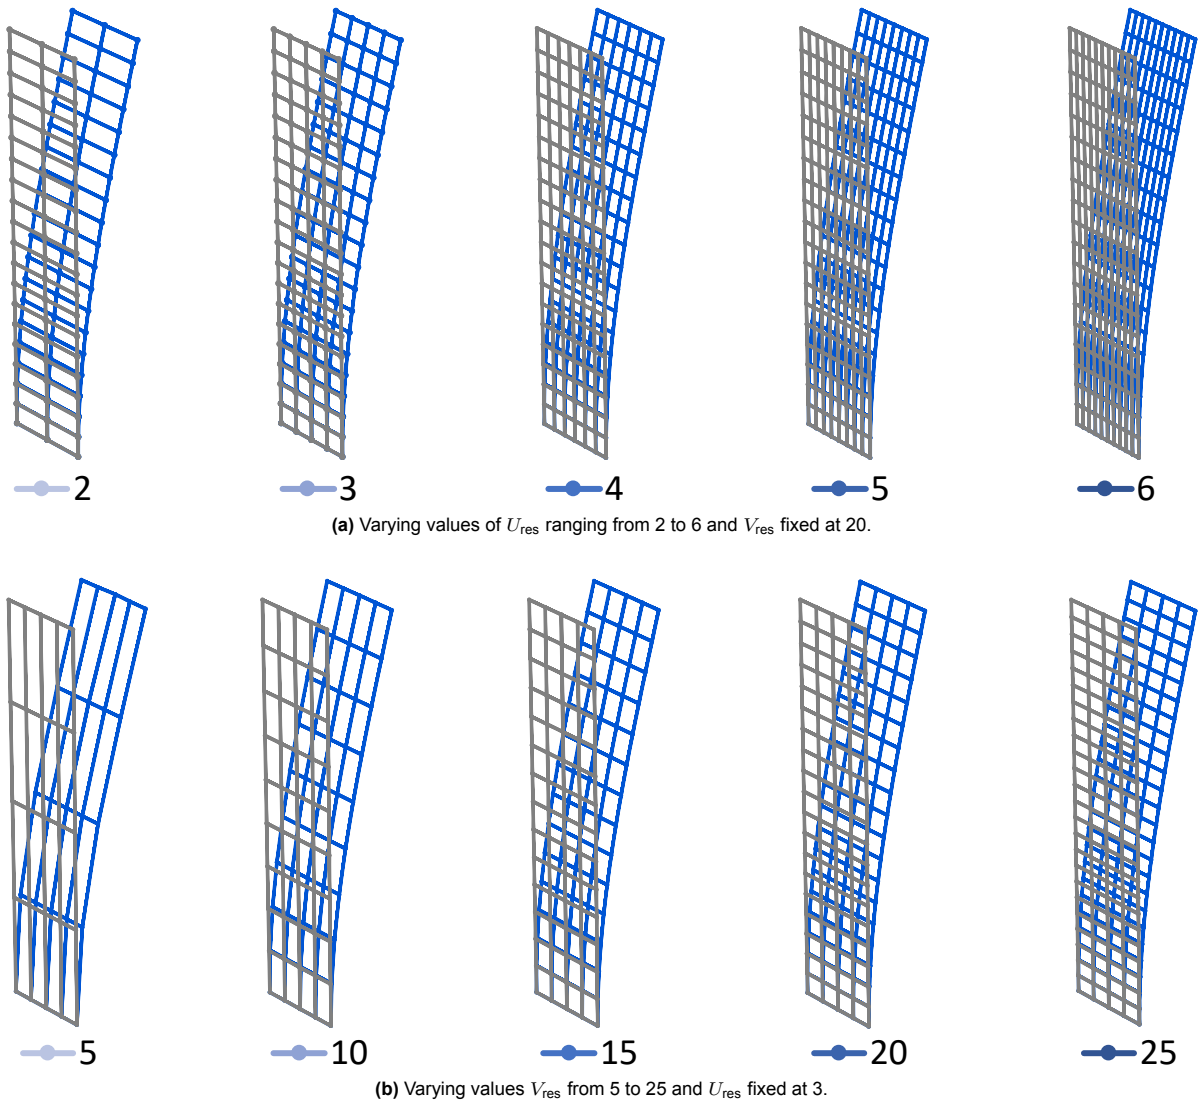 2 3 4 5 6
(a) Varying values of U_res ranging from 2 to 6 and V_res fixed at 20.
5 10 15 20 25
(b) Varying values V_res from 5 to 25 and U_res fixed at 3.